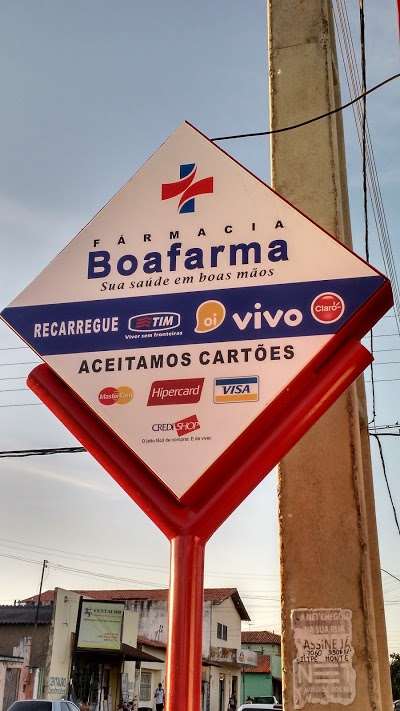 FÁRMACIA
Boafarma
Sua saúde em boas mãos
RECARREGUE TIM oi vivo Claro
Viver sem fronteiras
ACEITAMOS CARTÕES
MasterCard Hipercard VISA
CREDISHOP
ASSINE JÁ